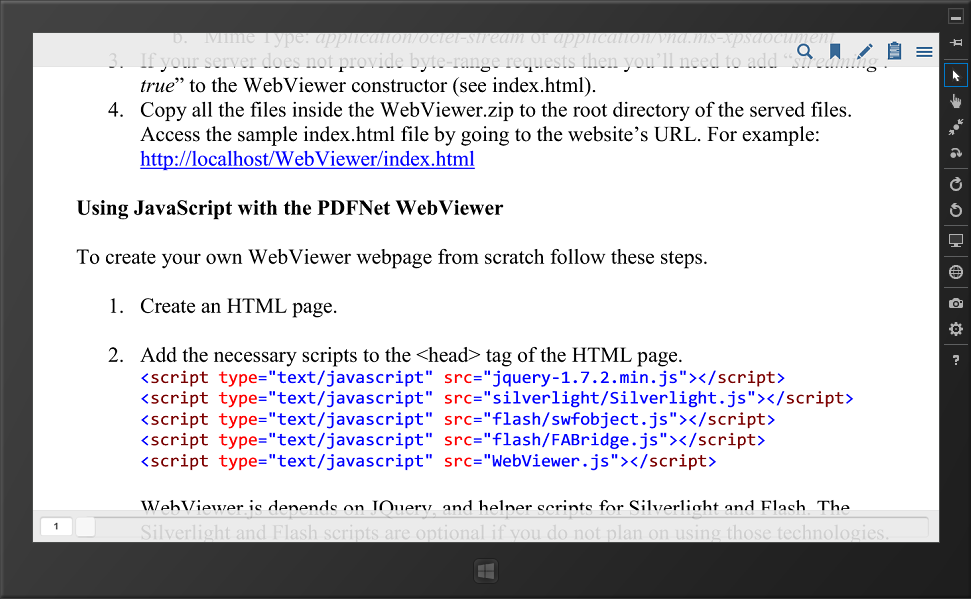 b. Mime Type: application/octet-stream or application/vnd.ms-xpsdocument
3. If your server does not provide byte-range requests then you'll need to add “streaming :
true” to the WebViewer constructor (see index.html).
4. Copy all the files inside the WebViewer.zip to the root directory of the served files.
Access the sample index.html file by going to the website’s URL. For example:
http://localhost/WebViewer/index.html
Using JavaScript with the PDFNet WebViewer
To create your own WebViewer webpage from scratch follow these steps.
1. Create an HTML page.
2. Add the necessary scripts to the <head> tag of the HTML page.
<script type="text/javascript" src="jquery-1.7.2.min.js"></script>
<script type="text/javascript" src="silverlight/Silverlight.js"></script>
<script type="text/javascript" src="flash/swfobject.js"></script>
<script type="text/javascript" src="flash/FABridge.js"></script>
<script type="text/javascript" src="WebViewer.js"></script>
WebViewer.js depends on JQuery, and helper scripts for Silverlight and Flash. The
1
Silverlight and Flash scripts are optional if you do not plan on using those technologies.